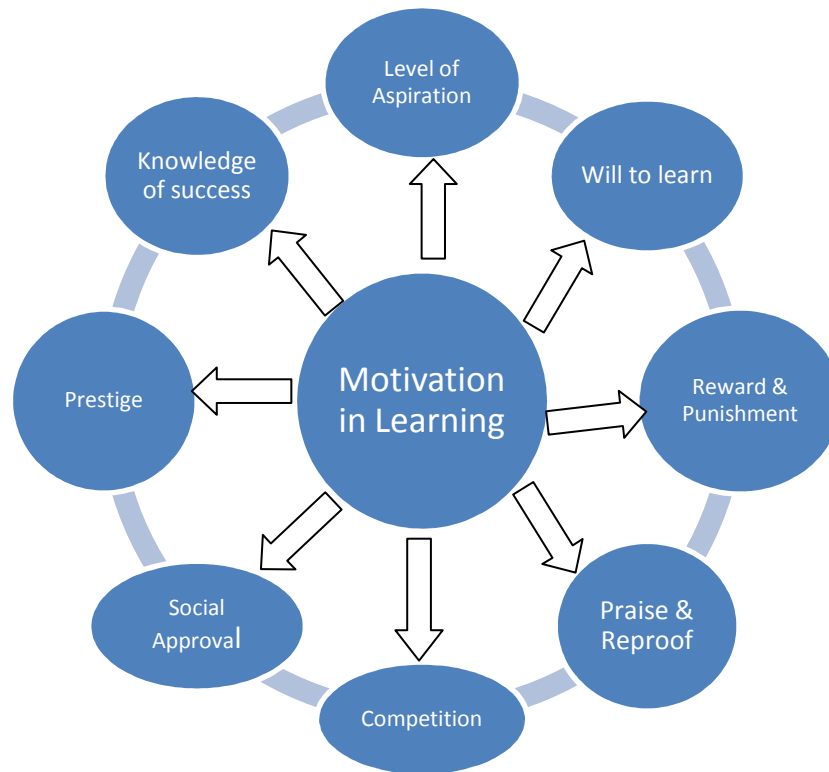 Level of
Aspiration
Will to learn
Reward &
Punishment
Praise &
Reproof
Competition
Social
Approval
Prestige
Knowledge
of success
Motivation
in Learning